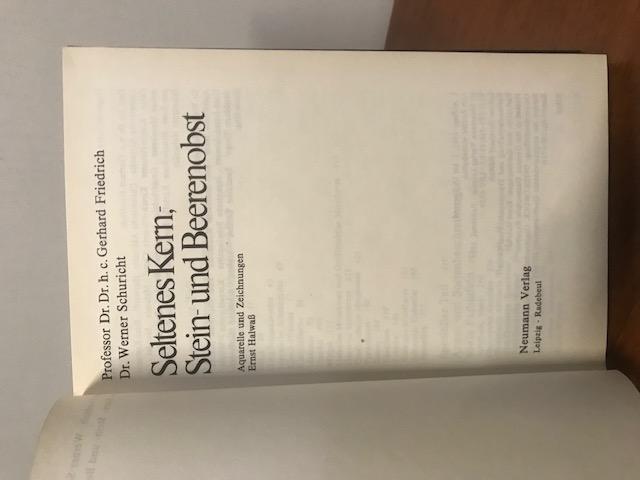 Professor Dr. Dr. h. c. Gerhard Friedrich
Dr. Werner Schuricht
Seltenes Kern,-
Stein- und Beerenobst
Aquarelle und Zeichnungen
Ernst Halwaß
Neumann Verlag
Leipzig · Radebeul